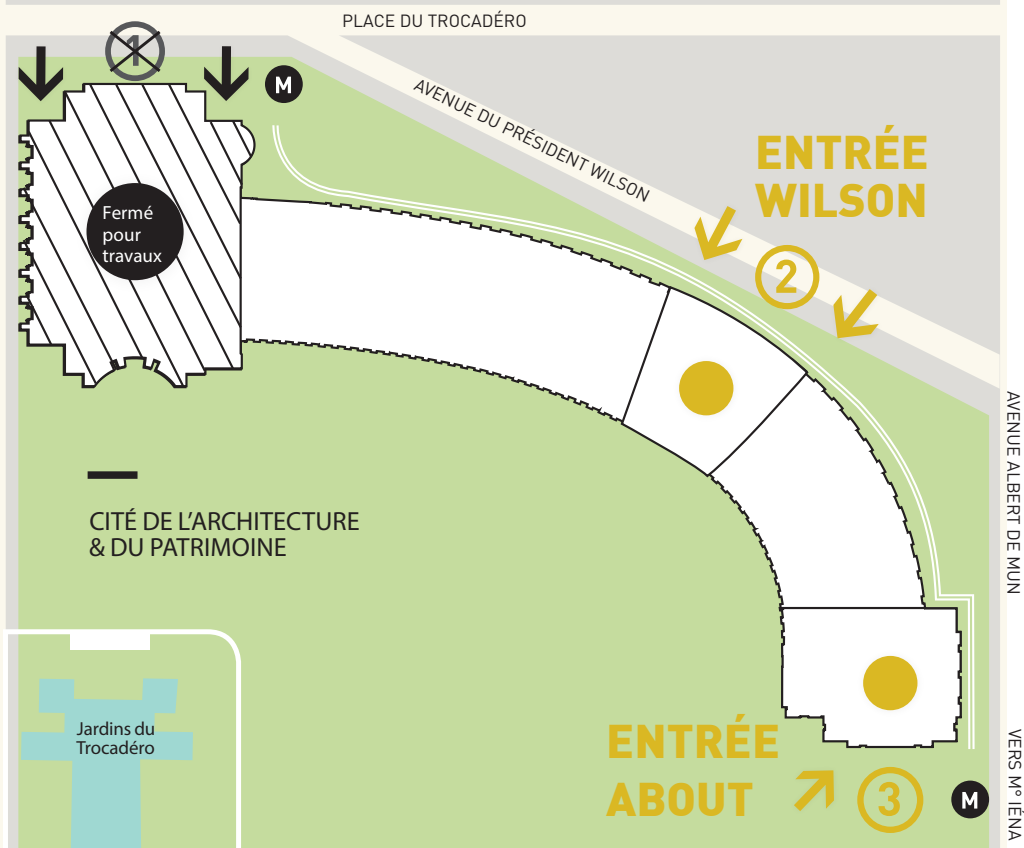 PLACE DU TROCADÉRO
1
M
AVENUE DU PRÉSIDENT WILSON
ENTRÉE
WILSON
2
Fermé
pour
travaux
AVENUE ALBERT DE MUN
CITÉ DE L'ARCHITECTURE
& DU PATRIMOINE
Jardins du
Trocadéro
ENTRÉE
ABOUT
3
M
VERS M° IÉNA